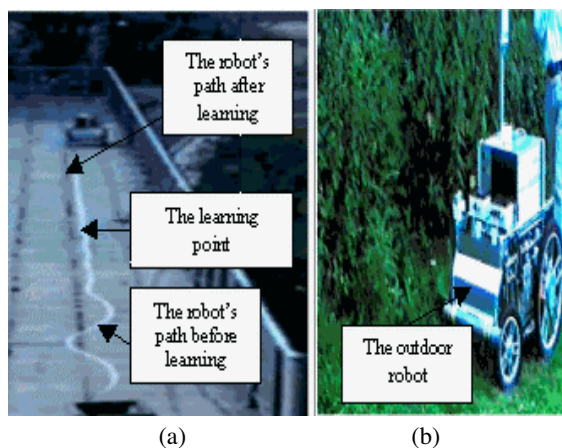 The robot's
path after
learning
The learning
point
The robot's
path before
learning
The outdoor
robot
(a)
(b)